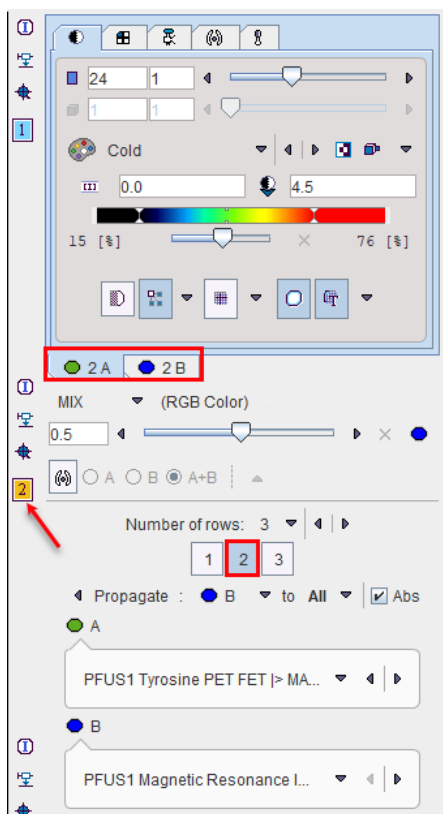 24 1
1 1
1
Cold
0.0 4.5
15 [%] 76 [%]
2 A 2 B
MIX (RGB Color)
0.5
2
A B A+B
Number of rows: 3
1 2 3
Propagate : B to All Abs
A
PFUS1 Tyrosine PET FET |> MA...
B
PFUS1 Magnetic Resonance I...